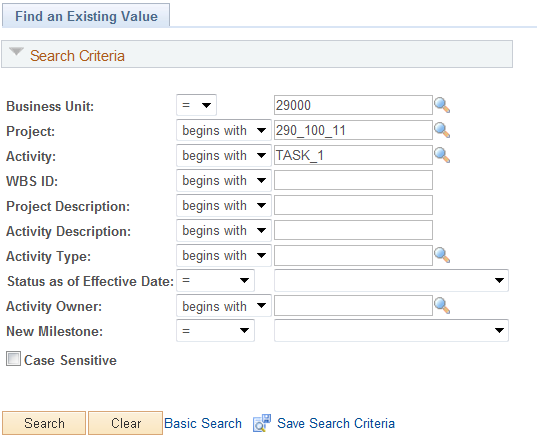 Find an Existing Value
Search Criteria
Business Unit: = 29000
Project: begins with 290_100_11
Activity: begins with TASK_1
WBS ID: begins with
Project Description: begins with
Activity Description: begins with
Activity Type: begins with
Status as of Effective Date: =
Activity Owner: begins with
New Milestone: =
Case Sensitive
Search Clear Basic Search Save Search Criteria